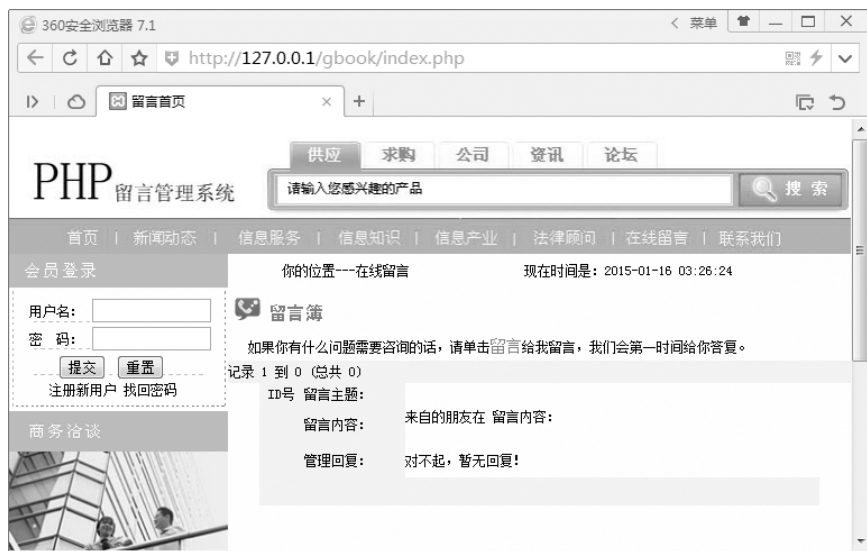 360安全浏览器 7.1
菜单
http://127.0.0.1/gbook/index.php
留言首页
供应 求购 公司 资讯 论坛
PHP留言管理系统
请输入您感兴趣的产品
搜索
首页 | 新闻动态 | 信息服务 | 信息知识 | 信息产业 | 法律顾问 | 在线留言 | 联系我们
会员登录
你的位置---在线留言
现在时间是：2015-01-16 03:26:24
用户名：
密 码：
提交 重置
注册新用户 找回密码
商务洽谈
留言簿
如果你有什么问题需要咨询的话，请单击留言给我留言，我们会第一时间给你答复。
记录 1 到 0 (总共 0)
ID号 留言主题：
留言内容：
来自的朋友在 留言内容：
管理回复：
对不起，暂无回复！